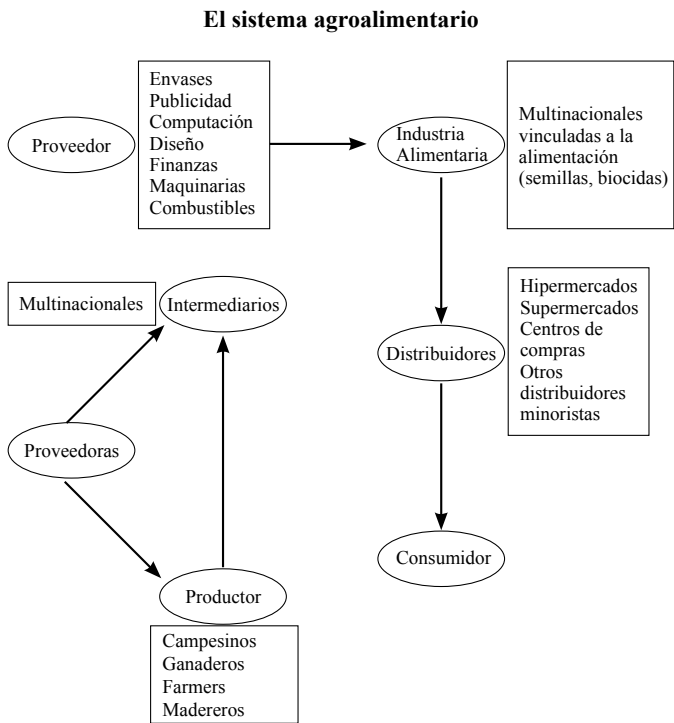 El sistema agroalimentario
Proveedor
Envases
Publicidad
Computación
Diseño
Finanzas
Maquinarias
Combustibles
Industria
Alimentaria
Multinacionales
vinculadas a la
alimentación
(semillas, biocidas)
Multinacionales
Intermediarios
Distribuidores
Hipermercados
Supermercados
Centros de
compras
Otros
distribuidores
minoristas
Proveedoras
Consumidor
Productor
Campesinos
Ganaderos
Farmers
Madereros